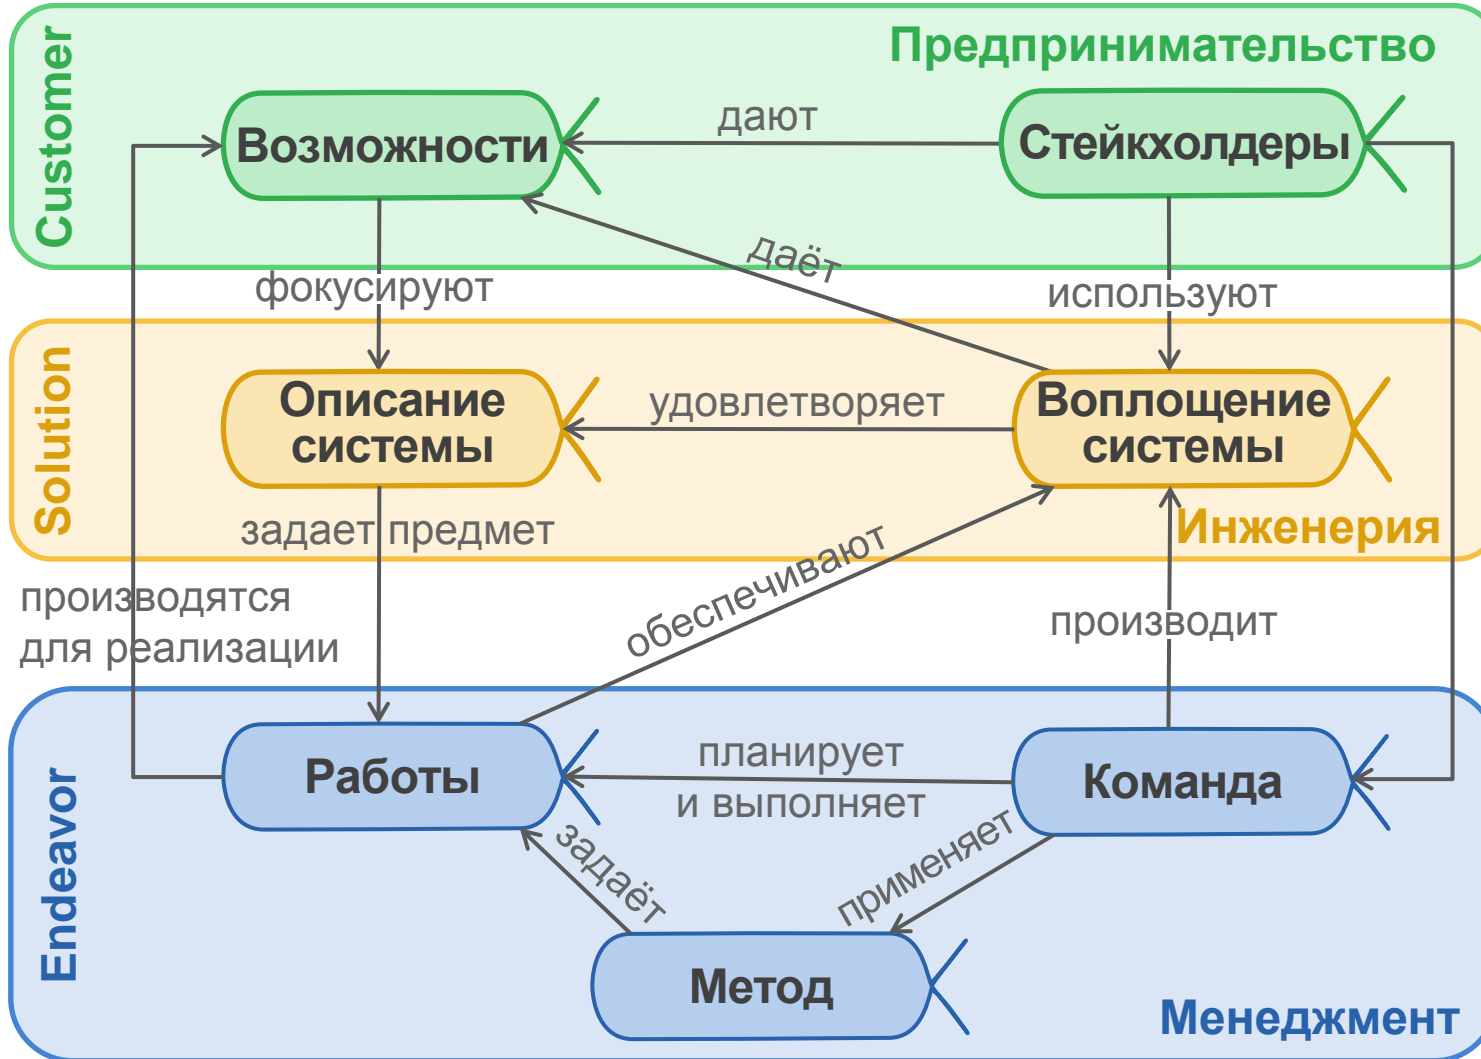 Customer
Предпринимательство
Возможности
дают
Стейкхолдеры
фокусируют
даёт
используют
Solution
Описание
системы
удовлетворяет
Воплощение
системы
задает предмет
Инженерия
производятся
для реализации
обеспечивают
производит
Endeavor
Работы
планирует
и выполняет
Команда
задаёт
применяет
Метод
Менеджмент